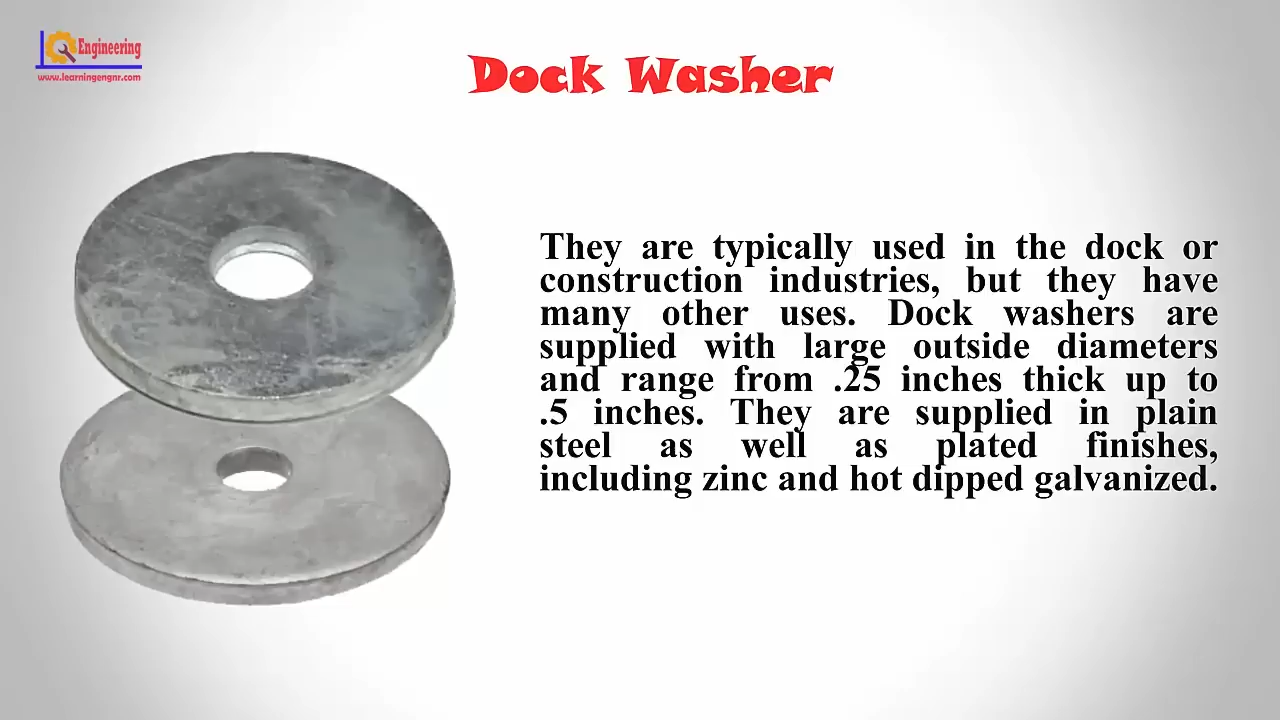 Engineering
www.learningengnr.com
Dock Washer
They are typically used in the dock or
construction industries, but they have
many other uses. Dock washers are
supplied with large outside diameters
and range from .25 inches thick up to
.5 inches. They are supplied in plain
steel as well as plated finishes,
including zinc and hot dipped galvanized.